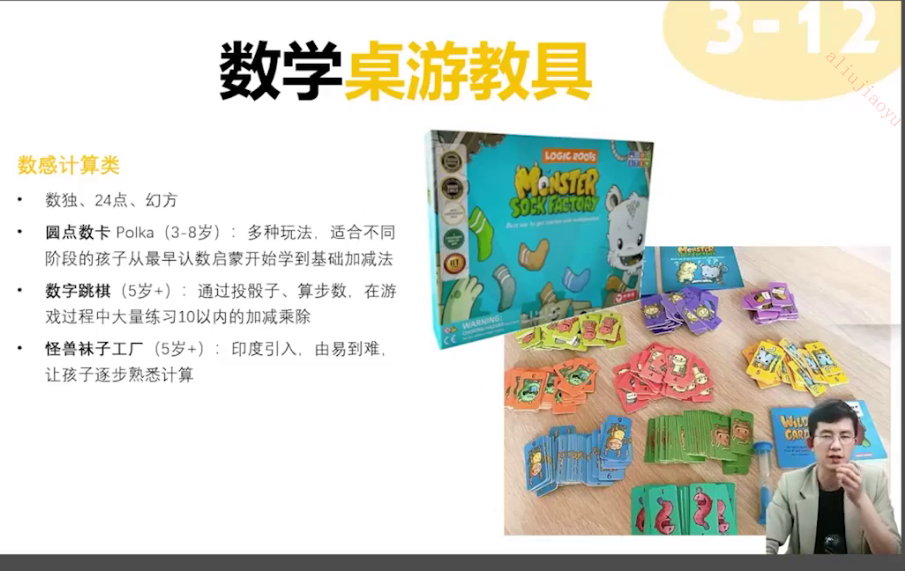 3-12
aliujiaoyu
数学桌游教具
数感计算类
• 数独、24点、幻方
• 圆点数卡 Polka（3-8岁）：多种玩法，适合不同
阶段的孩子从最早认数启蒙开始学到基础加减法
• 数字跳棋（5岁+）：通过投骰子、算步数，在游
戏过程中大量练习10以内的加减乘除
• 怪兽袜子工厂（5岁+）：印度引入，由易到难，
让孩子逐步熟悉计算
LOGIC ROOTS
MONSTER
SOCK FACTORY
WARNING
MONSTER
WILD